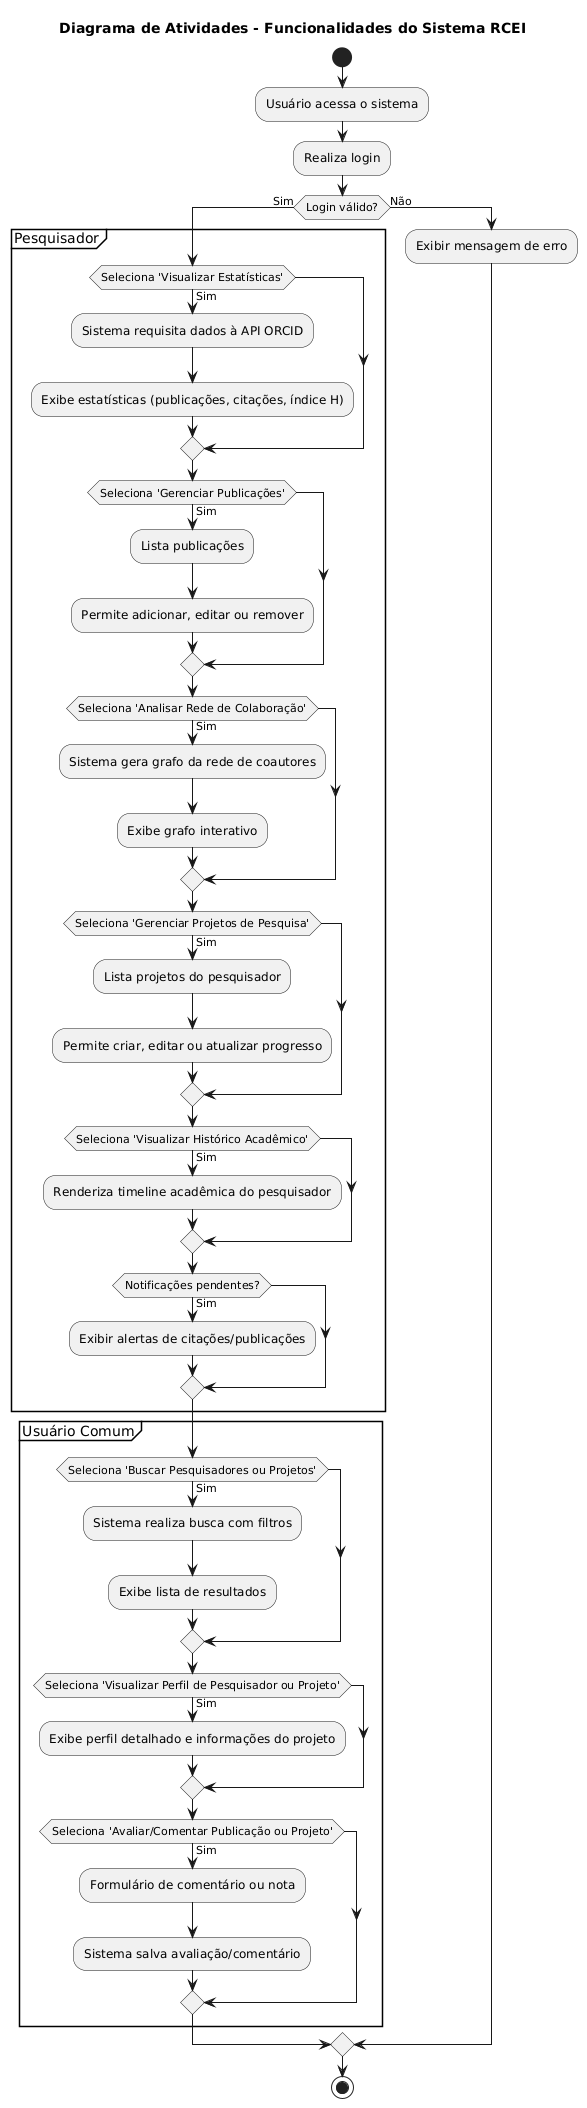 Diagrama de Atividades - Funcionalidades do Sistema RCEI
Usuário acessa o sistema
Realiza login
Sim
Login válido?
Não
Pesquisador
Exibir mensagem de erro
Seleciona 'Visualizar Estatísticas'
Sim
Sistema requisita dados à API ORCID
Exibe estatísticas (publicações, citações, índice H)
Seleciona 'Gerenciar Publicações'
Sim
Lista publicações
Permite adicionar, editar ou remover
Seleciona 'Analisar Rede de Colaboração'
Sim
Sistema gera grafo da rede de coautores
Exibe grafo interativo
Seleciona 'Gerenciar Projetos de Pesquisa'
Sim
Lista projetos do pesquisador
Permite criar, editar ou atualizar progresso
Seleciona 'Visualizar Histórico Acadêmico'
Sim
Renderiza timeline acadêmica do pesquisador
Notificações pendentes?
Sim
Exibir alertas de citações/publicações
Usuário Comum
Seleciona 'Buscar Pesquisadores ou Projetos'
Sim
Sistema realiza busca com filtros
Exibe lista de resultados
Seleciona 'Visualizar Perfil de Pesquisador ou Projeto'
Sim
Exibe perfil detalhado e informações do projeto
Seleciona 'Avaliar/Comentar Publicação ou Projeto'
Sim
Formulário de comentário ou nota
Sistema salva avaliação/comentário